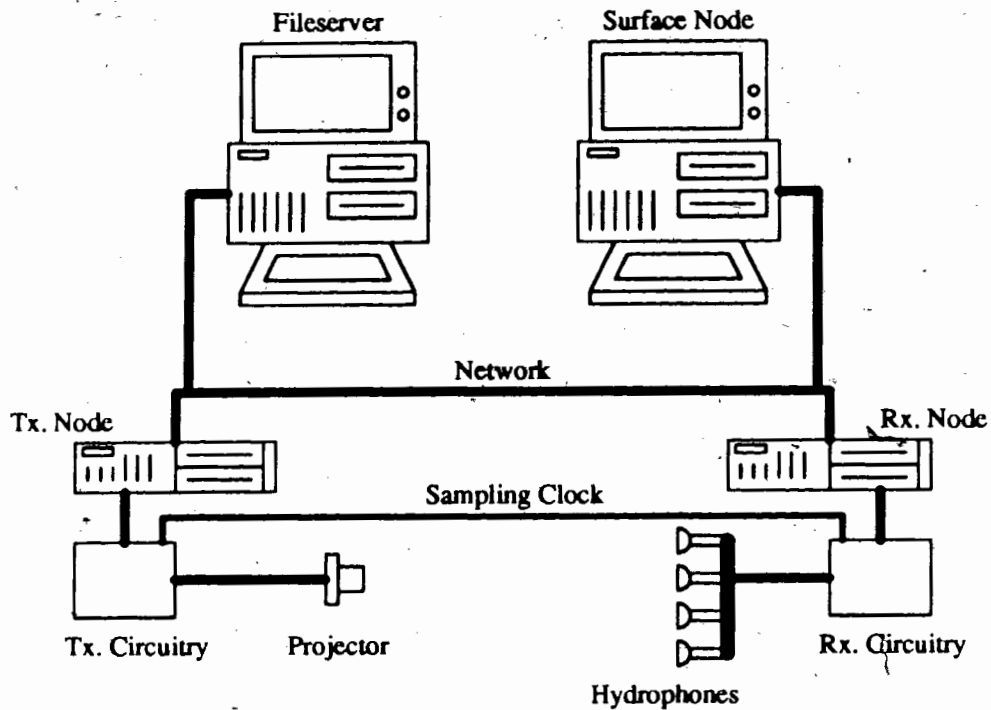 Fileserver
Surface Node
Network
Tx. Node
Rx. Node
Sampling Clock
Tx. Circuitry
Projector
Rx. Circuitry
Hydrophones